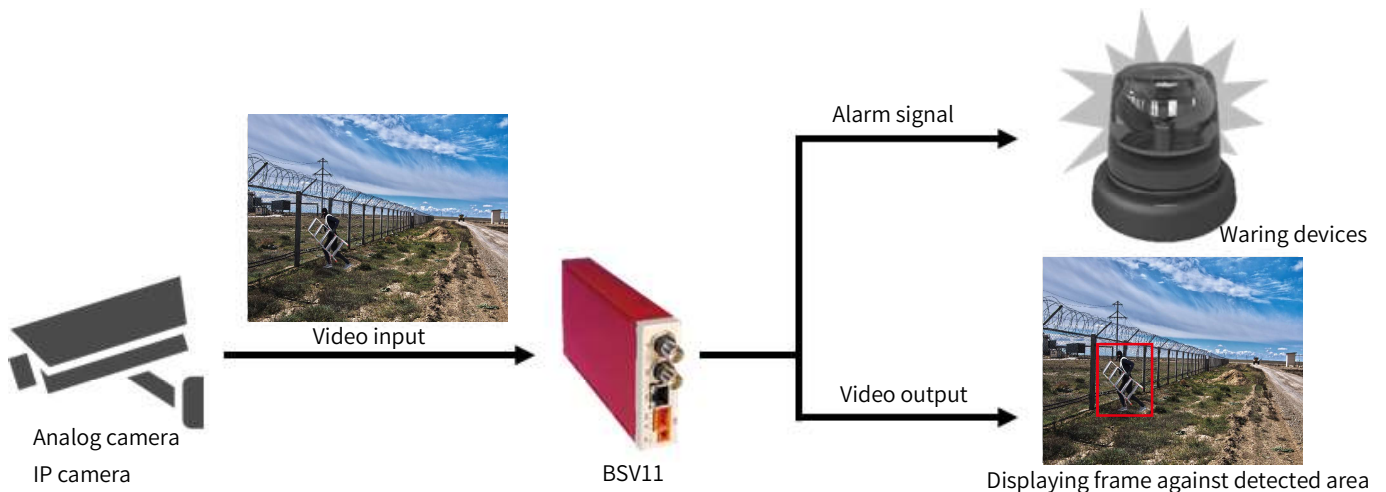 Alarm signal
Waring devices
Video input
Video output
Analog camera
IP camera
BSV11
Displaying frame against detected area